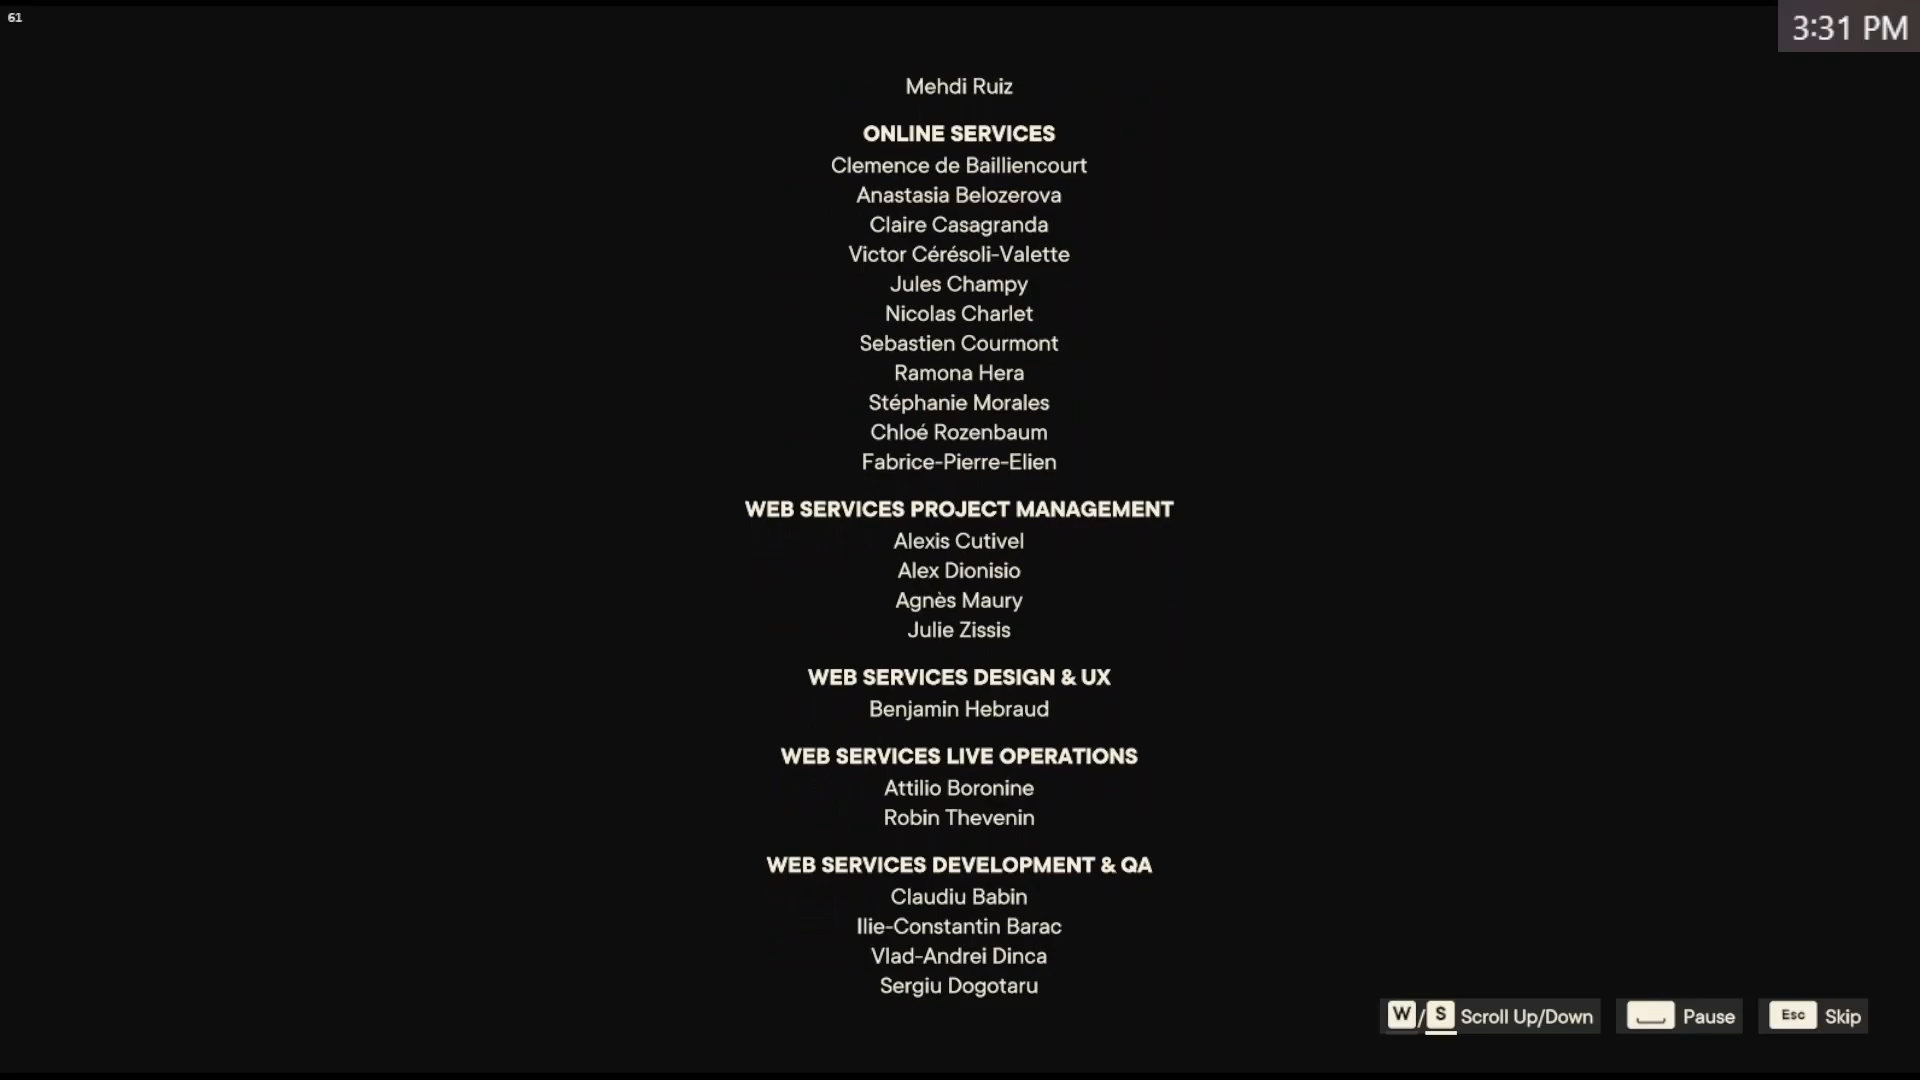 61
3:31 PM
Mehdi Ruiz
ONLINE SERVICES
Clemence de Bailliencourt
Anastasia Belozerova
Claire Casagranda
Victor Cérésoli-Valette
Jules Champy
Nicolas Charlet
Sebastien Courmont
Ramona Hera
Stéphanie Morales
Chloé Rozenbaum
Fabrice-Pierre-Elien
WEB SERVICES PROJECT MANAGEMENT
Alexis Cutivel
Alex Dionisio
Agnès Maury
Julie Zissis
WEB SERVICES DESIGN & UX
Benjamin Hebraud
WEB SERVICES LIVE OPERATIONS
Attilio Boronine
Robin Thevenin
WEB SERVICES DEVELOPMENT & QA
Claudiu Babin
Ilie-Constantin Barac
Vlad-Andrei Dinca
Sergiu Dogotaru
W/S Scroll Up/Down Pause Esc Skip